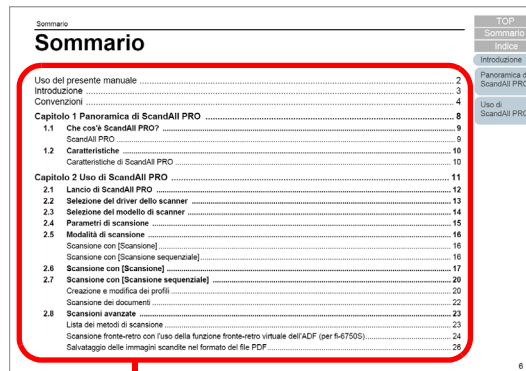 Sommario
Sommario
Uso del presente manuale 2
Introduzione 3
Convenzioni 4
Capitolo 1 Panoramica di ScandAll PRO 8
1.1 Che cos'è ScandAll PRO? 9
ScandAll PRO 9
1.2 Caratteristiche 10
Caratteristiche di ScandAll PRO 10
Capitolo 2 Uso di ScandAll PRO 11
2.1 Lancio di ScandAll PRO 12
2.2 Selezione del driver dello scanner 13
2.3 Selezione del modello di scanner 14
2.4 Parametri di scansione 15
2.5 Modalità di scansione 16
Scansione con [Scansione] 16
Scansione con [Scansione sequenziale] 16
2.6 Scansione con [Scansione] 17
2.7 Scansione con [Scansione sequenziale] 20
Creazione e modifica dei profili 20
Scansione dei documenti 22
2.8 Scansioni avanzate 23
Lista dei metodi di scansione 23
Scansione fronte-retro con l'uso della funzione fronte-retro virtuale dell'ADF (per fi-6750S) 24
Salvataggio delle immagini scandite nel formato del file PDF 26
TOP
Sommario
Indice
Introduzione
Panoramica d
ScandAll PRO
Uso di
ScandAll PRO
6